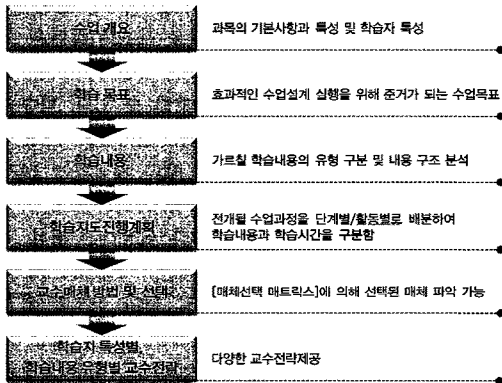 수업 개요
과목의 기본사항과 특성 및 학습자 특성
학습 목표
효과적인 수업설계 실행을 위해 준거가 되는 수업목표
학습내용
가르칠 학습내용의 유형 구분 및 내용 구조 분석
학습지도진행계획
전개될 수업과정을 단계별/활동별로 배분하여
학습내용과 학습시간을 구분함
교수매체 방법 및 선택
[매체선택 매트릭스]에 의해 선택된 매체 파악 가능
학습자 특성별
학습내용 유형별 교수전략
다양한 교수전략제공